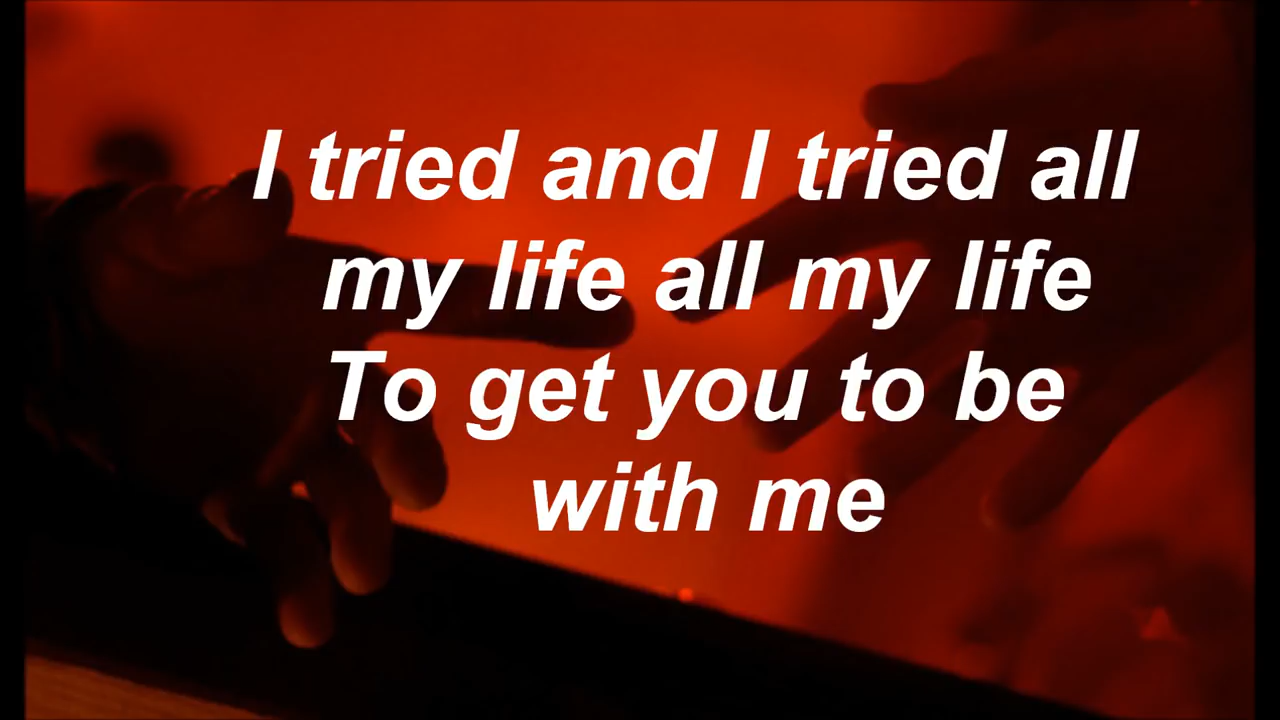 I tried and I tried all
my life all my life
To get you to be
with me